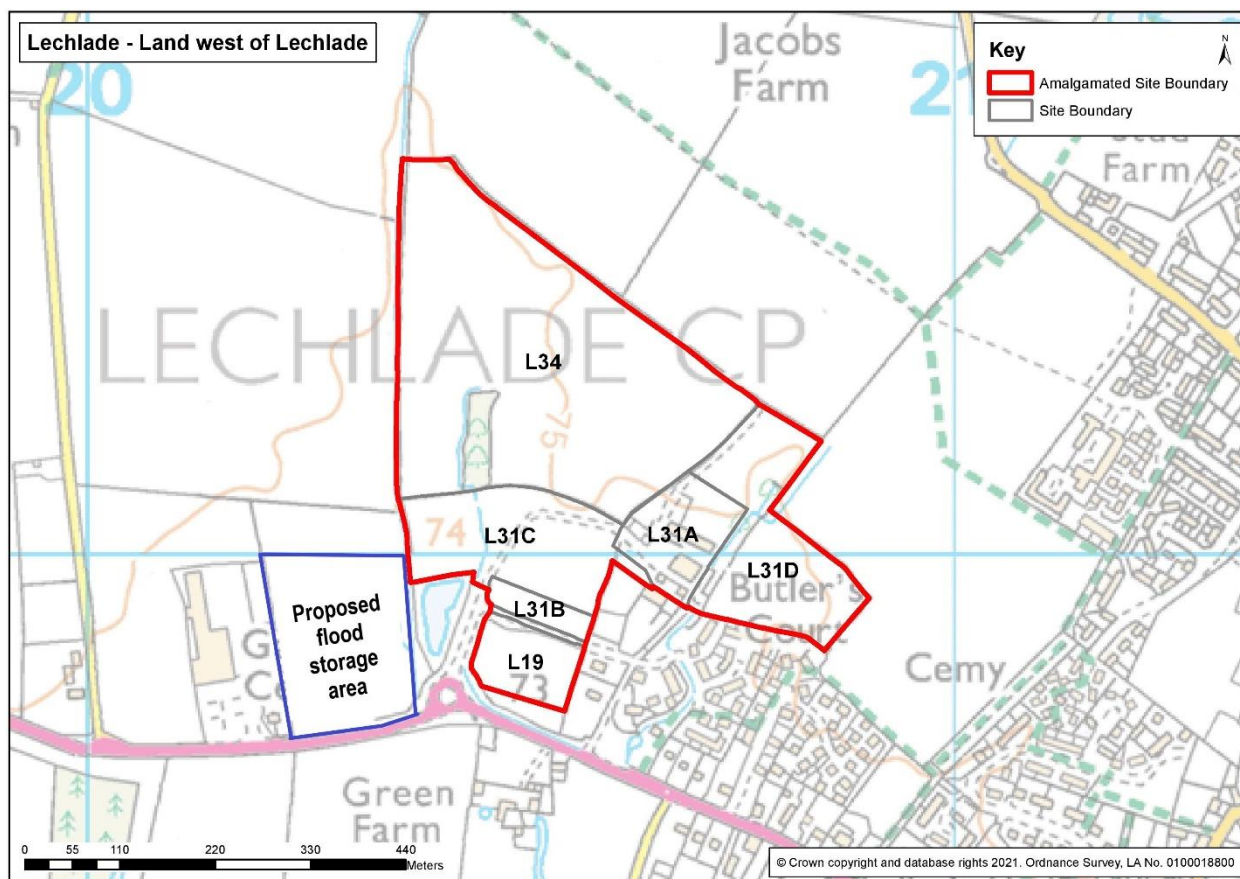 Lechlade - Land west of Lechlade
Key
N
Amalgamated Site Boundary
Site Boundary
20
21
Jacobs
Farm
Farm
LECHLADE CP
L34
75
74
L31C
L31A
L31D
L31B
Butler's
Court
L19
73
Proposed
flood
storage
area
Cemy
Green
Farm
0 55 110 220 330 440
Meters
© Crown copyright and database rights 2021. Ordnance Survey, LA No. 0100018800